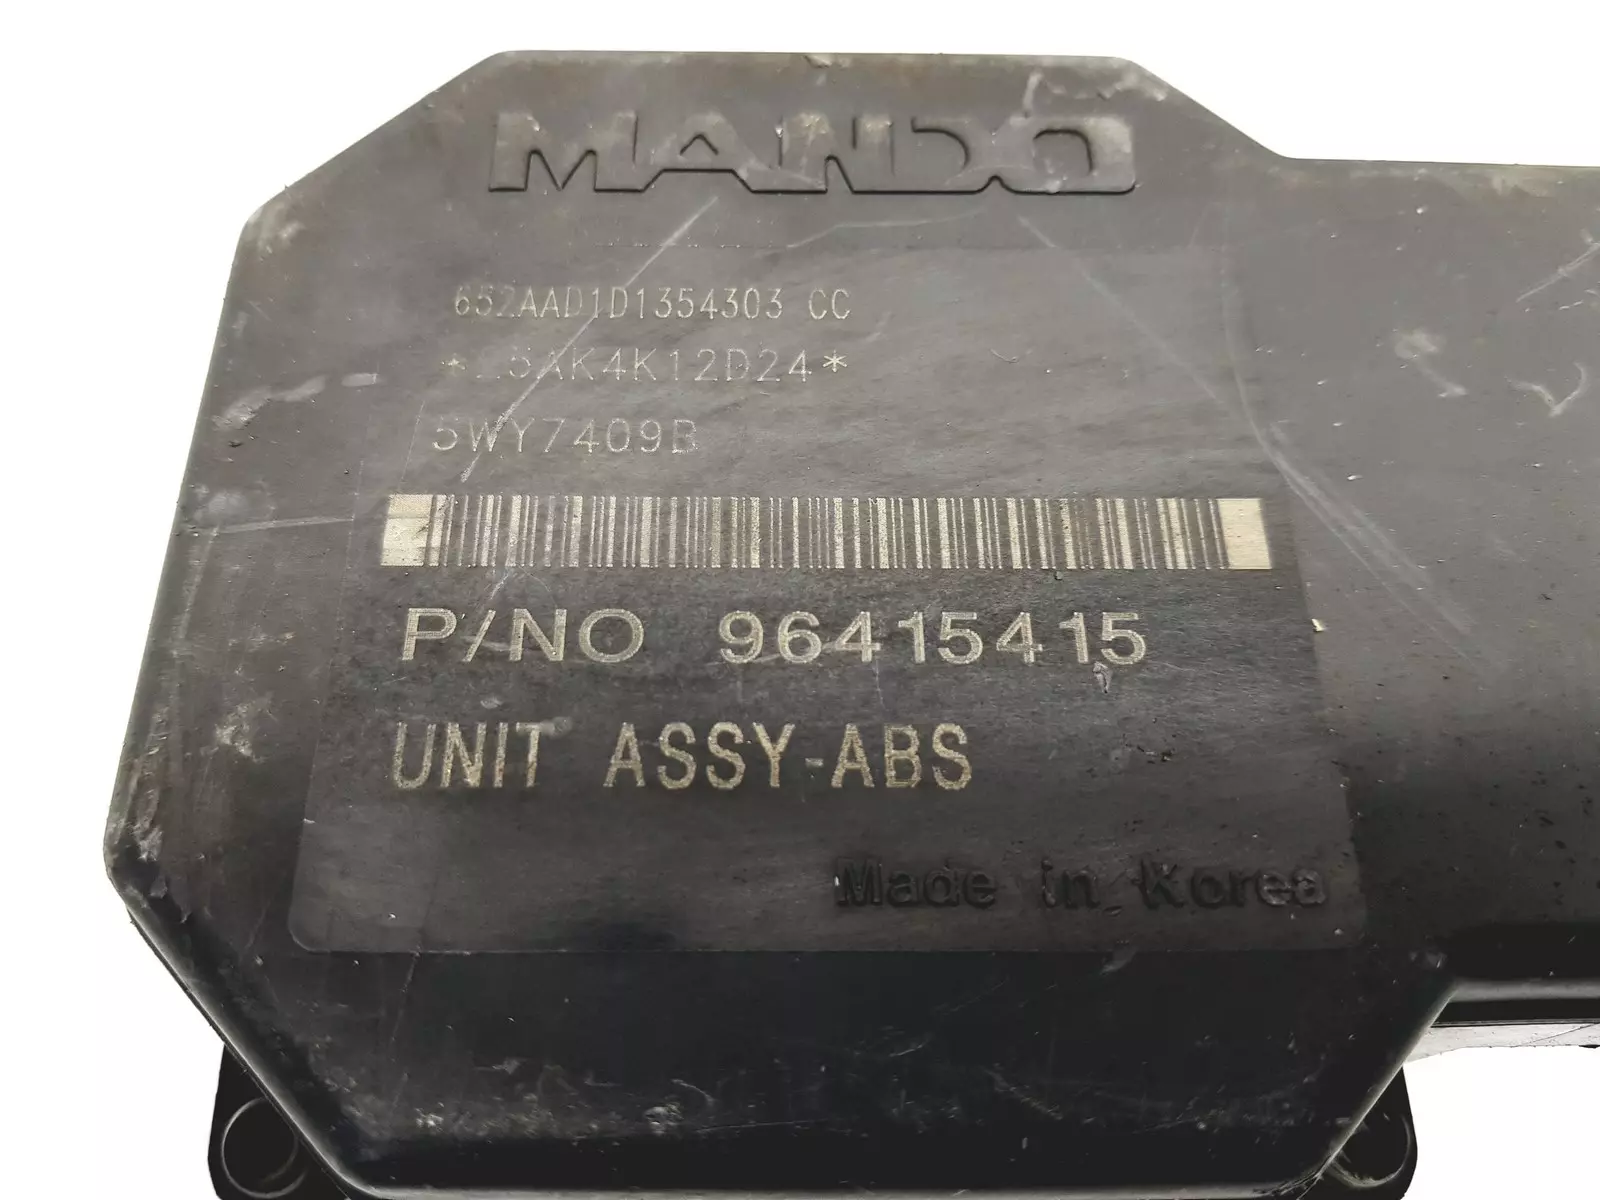 MANDO
652AAD1D1354303 CC
5WY7409B
P/NO 96415415
UNIT ASSY-ABS
Made in Korea